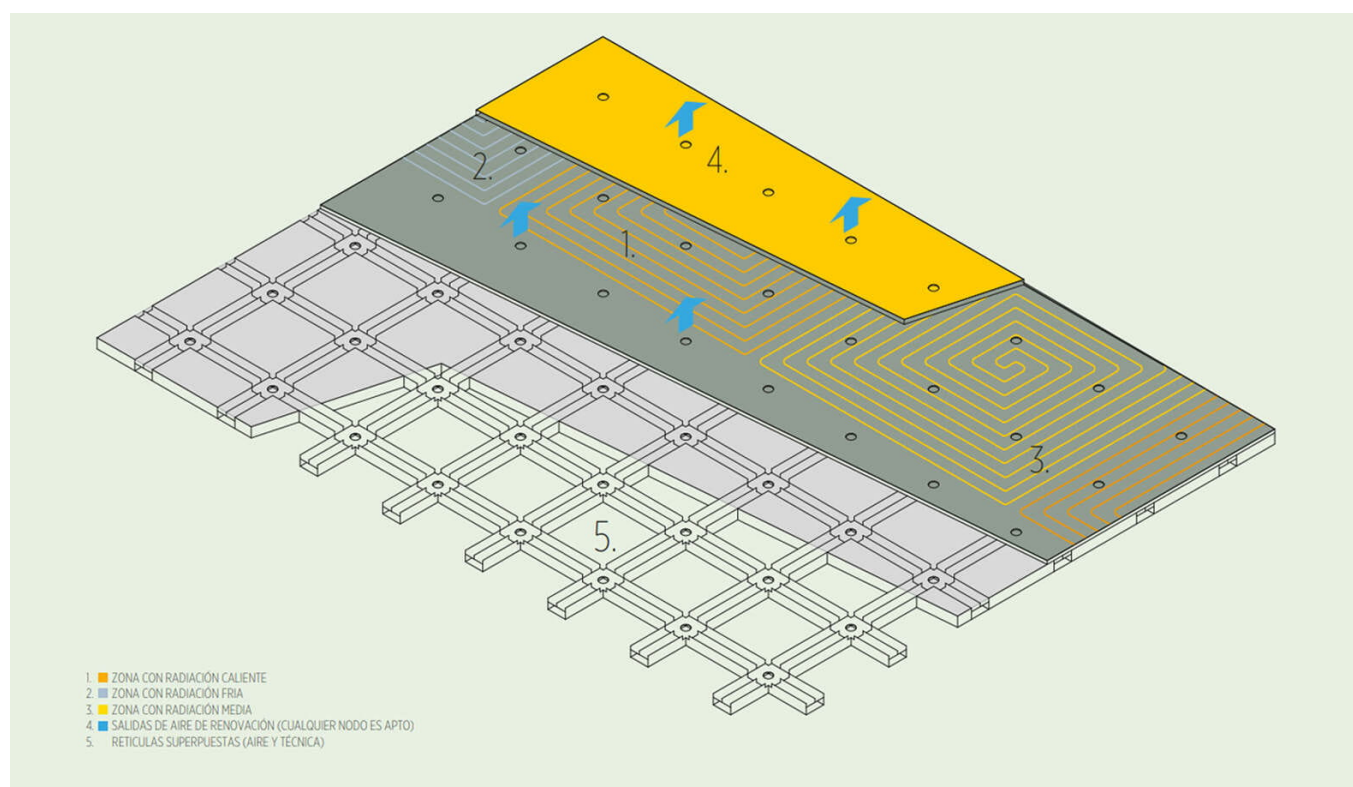 2.
4.
1.
3.
5.
1. ZONA CON RADIACIÓN CALIENTE
2. ZONA CON RADIACIÓN FRIA
3. ZONA CON RADIACIÓN MEDIA
4. SALIDAS DE AIRE DE RENOVACIÓN (CUALQUIER NODO ES APTO)
5. RETICULAS SUPERPUESTAS (AIRE Y TÉCNICA)